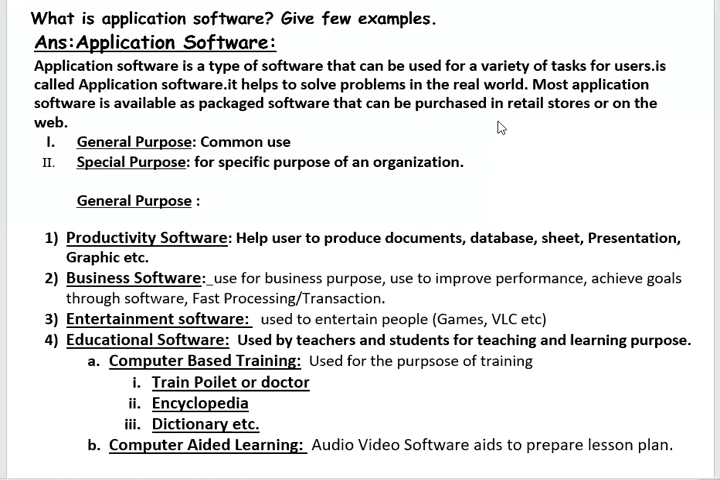 What is application software? Give few examples.
Ans:Application Software:
Application software is a type of software that can be used for a variety of tasks for users.is
called Application software.it helps to solve problems in the real world. Most application
software is available as packaged software that can be purchased in retail stores or on the
web.
I. General Purpose: Common use
II. Special Purpose: for specific purpose of an organization.
General Purpose :
1) Productivity Software: Help user to produce documents, database, sheet, Presentation,
Graphic etc.
2) Business Software:_use for business purpose, use to improve performance, achieve goals
through software, Fast Processing/Transaction.
3) Entertainment software: used to entertain people (Games, VLC etc)
4) Educational Software: Used by teachers and students for teaching and learning purpose.
a. Computer Based Training: Used for the purpsose of training
i. Train Poilet or doctor
ii. Encyclopedia
iii. Dictionary etc.
b. Computer Aided Learning: Audio Video Software aids to prepare lesson plan.